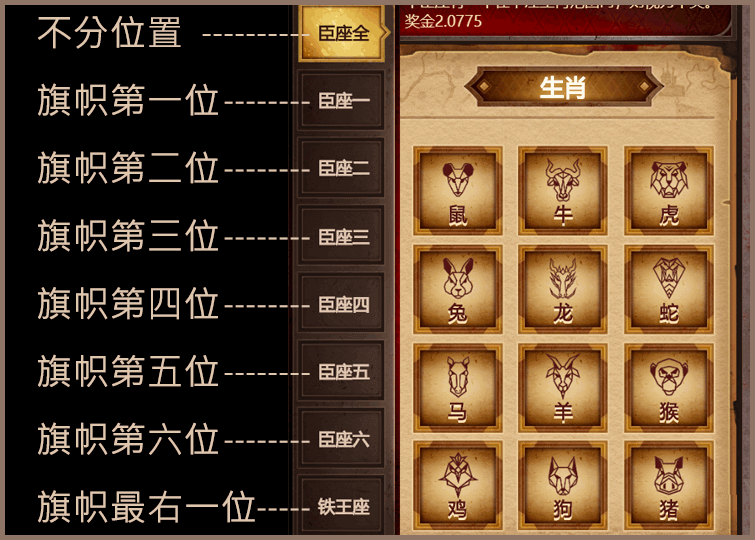 奖金2.0775
不分位置 ---------- 臣座全
旗帜第一位-------- 臣座一
旗帜第二位-------- 臣座二
旗帜第三位-------- 臣座三
旗帜第四位-------- 臣座四
旗帜第五位-------- 臣座五
旗帜第六位-------- 臣座六
旗帜最右一位----- 铁王座
生肖
鼠 牛 虎
兔 龙 蛇
马 羊 猴
鸡 狗 猪